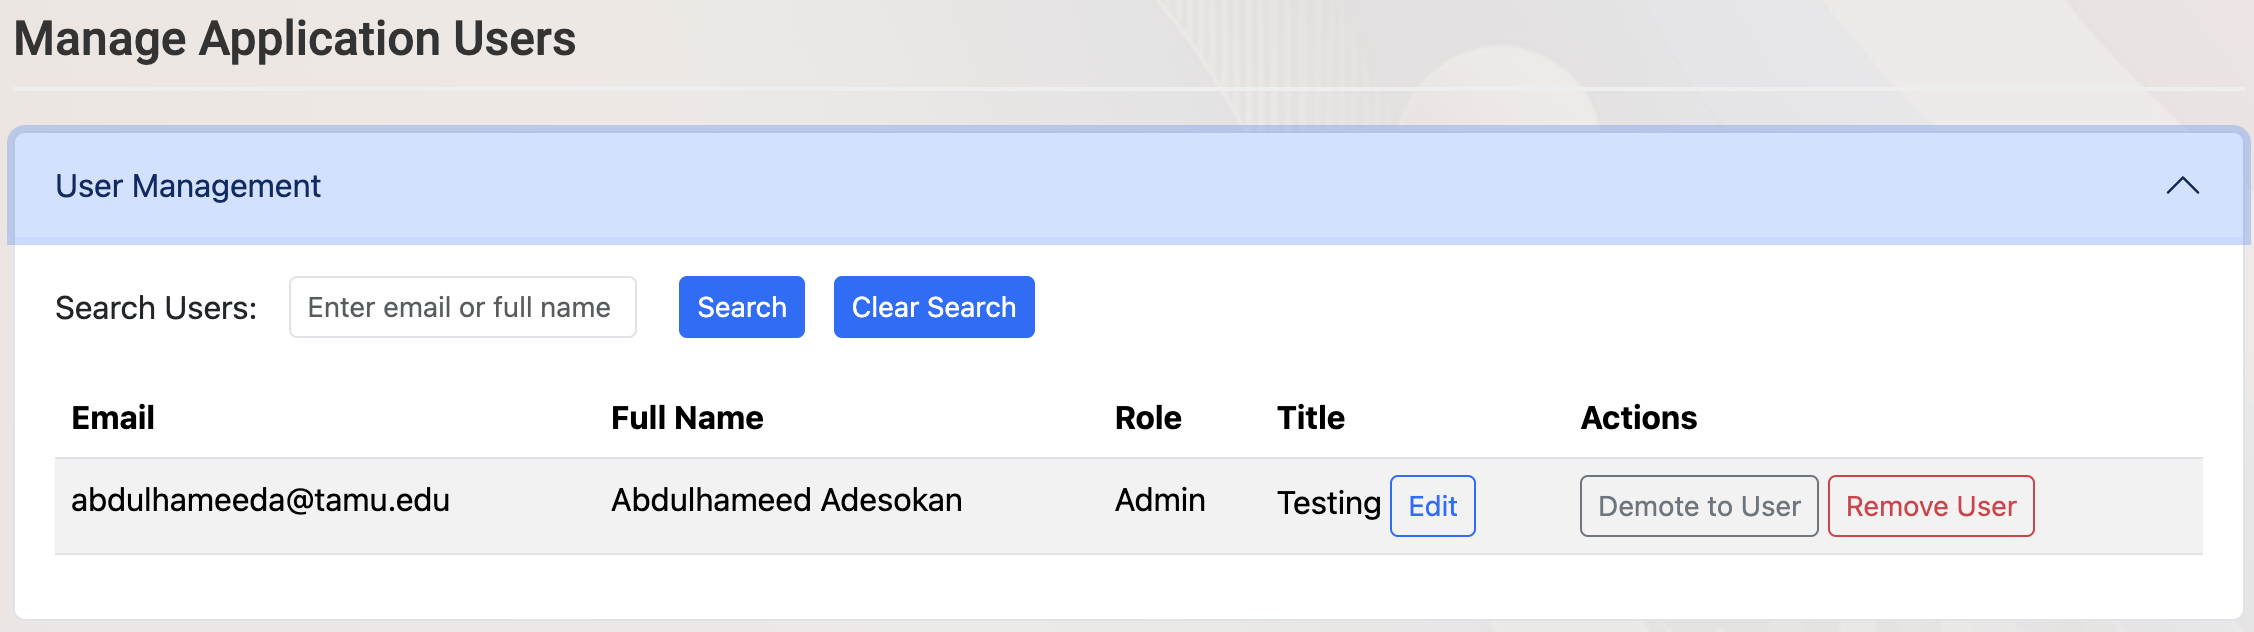 Manage Application Users
User Management
Search Users: Enter email or full name Search Clear Search
Email Full Name Role Title Actions
abdulhameeda@tamu.edu Abdulhameed Adesokan Admin Testing Edit Demote to User Remove User